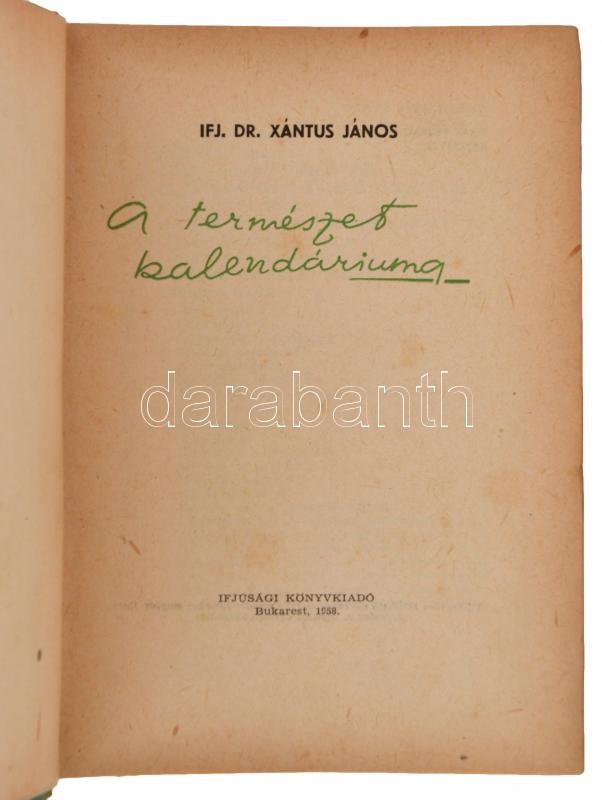 IFJ. DR. XÁNTUS JÁNOS
A természet
kalendáriuma
darabanth
IFJÚSÁGI KÖNYVKIADÓ
Bukarest, 1958.